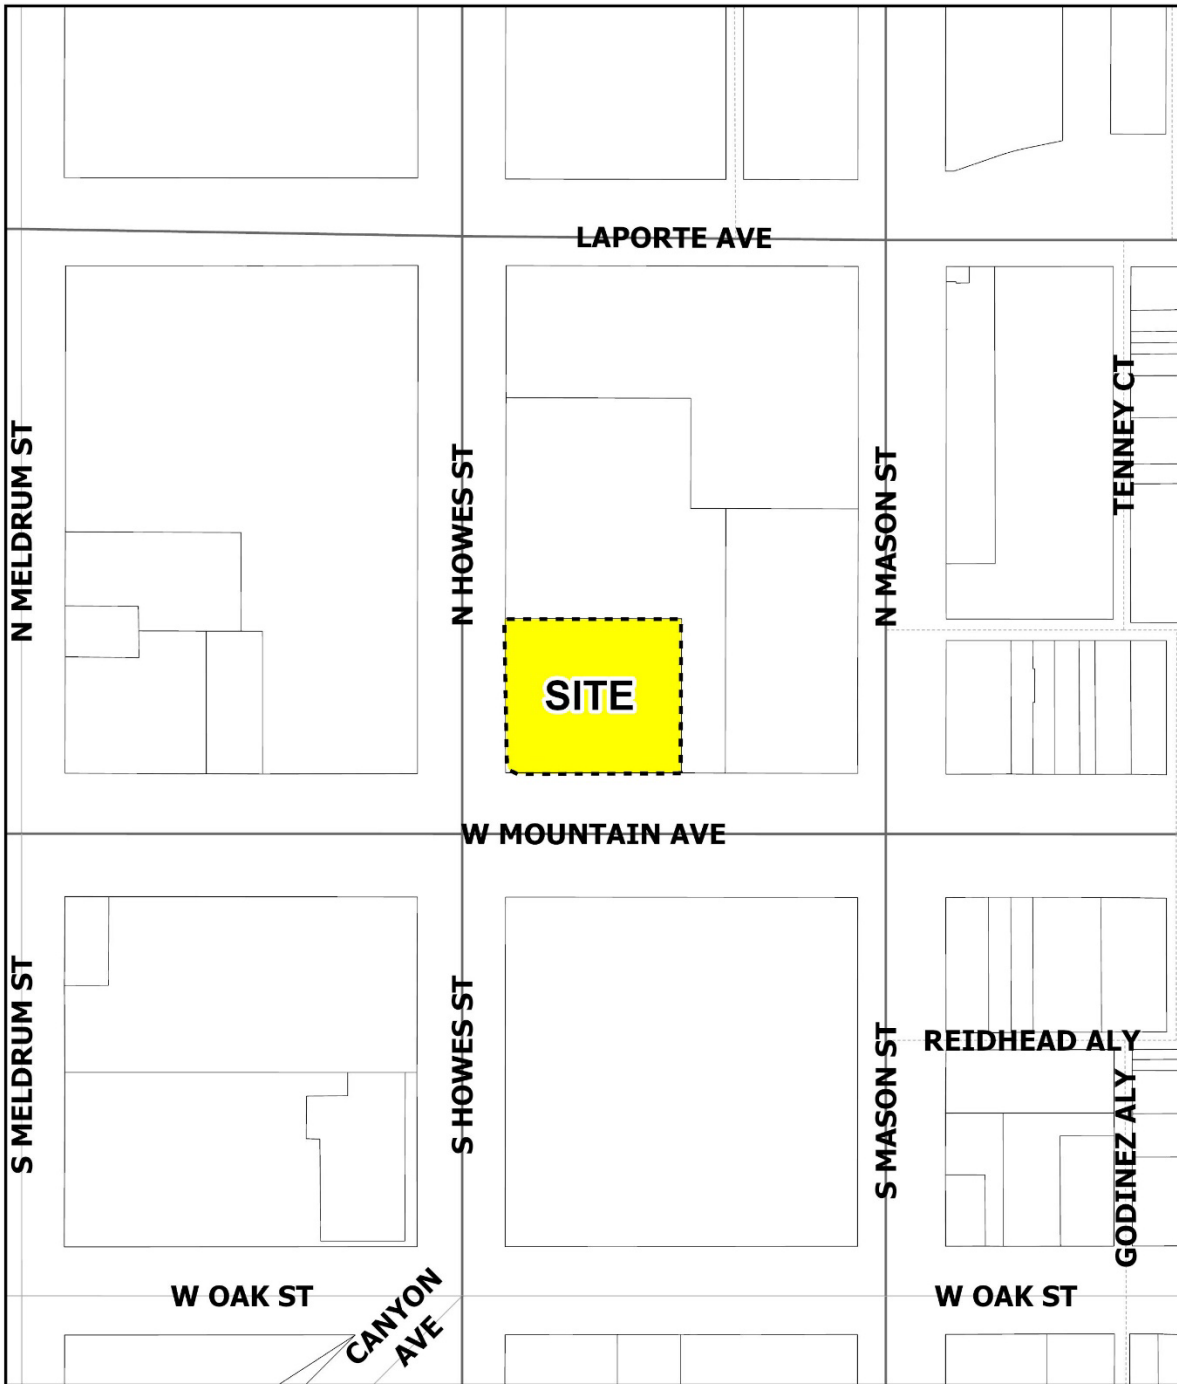 LAPORTE AVE
N MELDRUM ST
N HOWES ST
N MASON ST
TENNEY CT
SITE
W MOUNTAIN AVE
S MELDRUM ST
S HOWES ST
S MASON ST
REIDHEAD ALY
GODINEZ ALY
W OAK ST
CANYON
AVE
W OAK ST